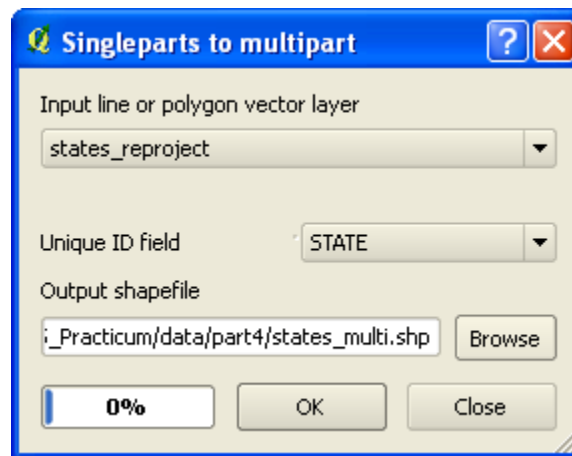 Singleparts to multipart
Input line or polygon vector layer
states_reproject
Unique ID field STATE
Output shapefile
_Practicum/data/part4/states_multi.shp Browse
0% OK Close